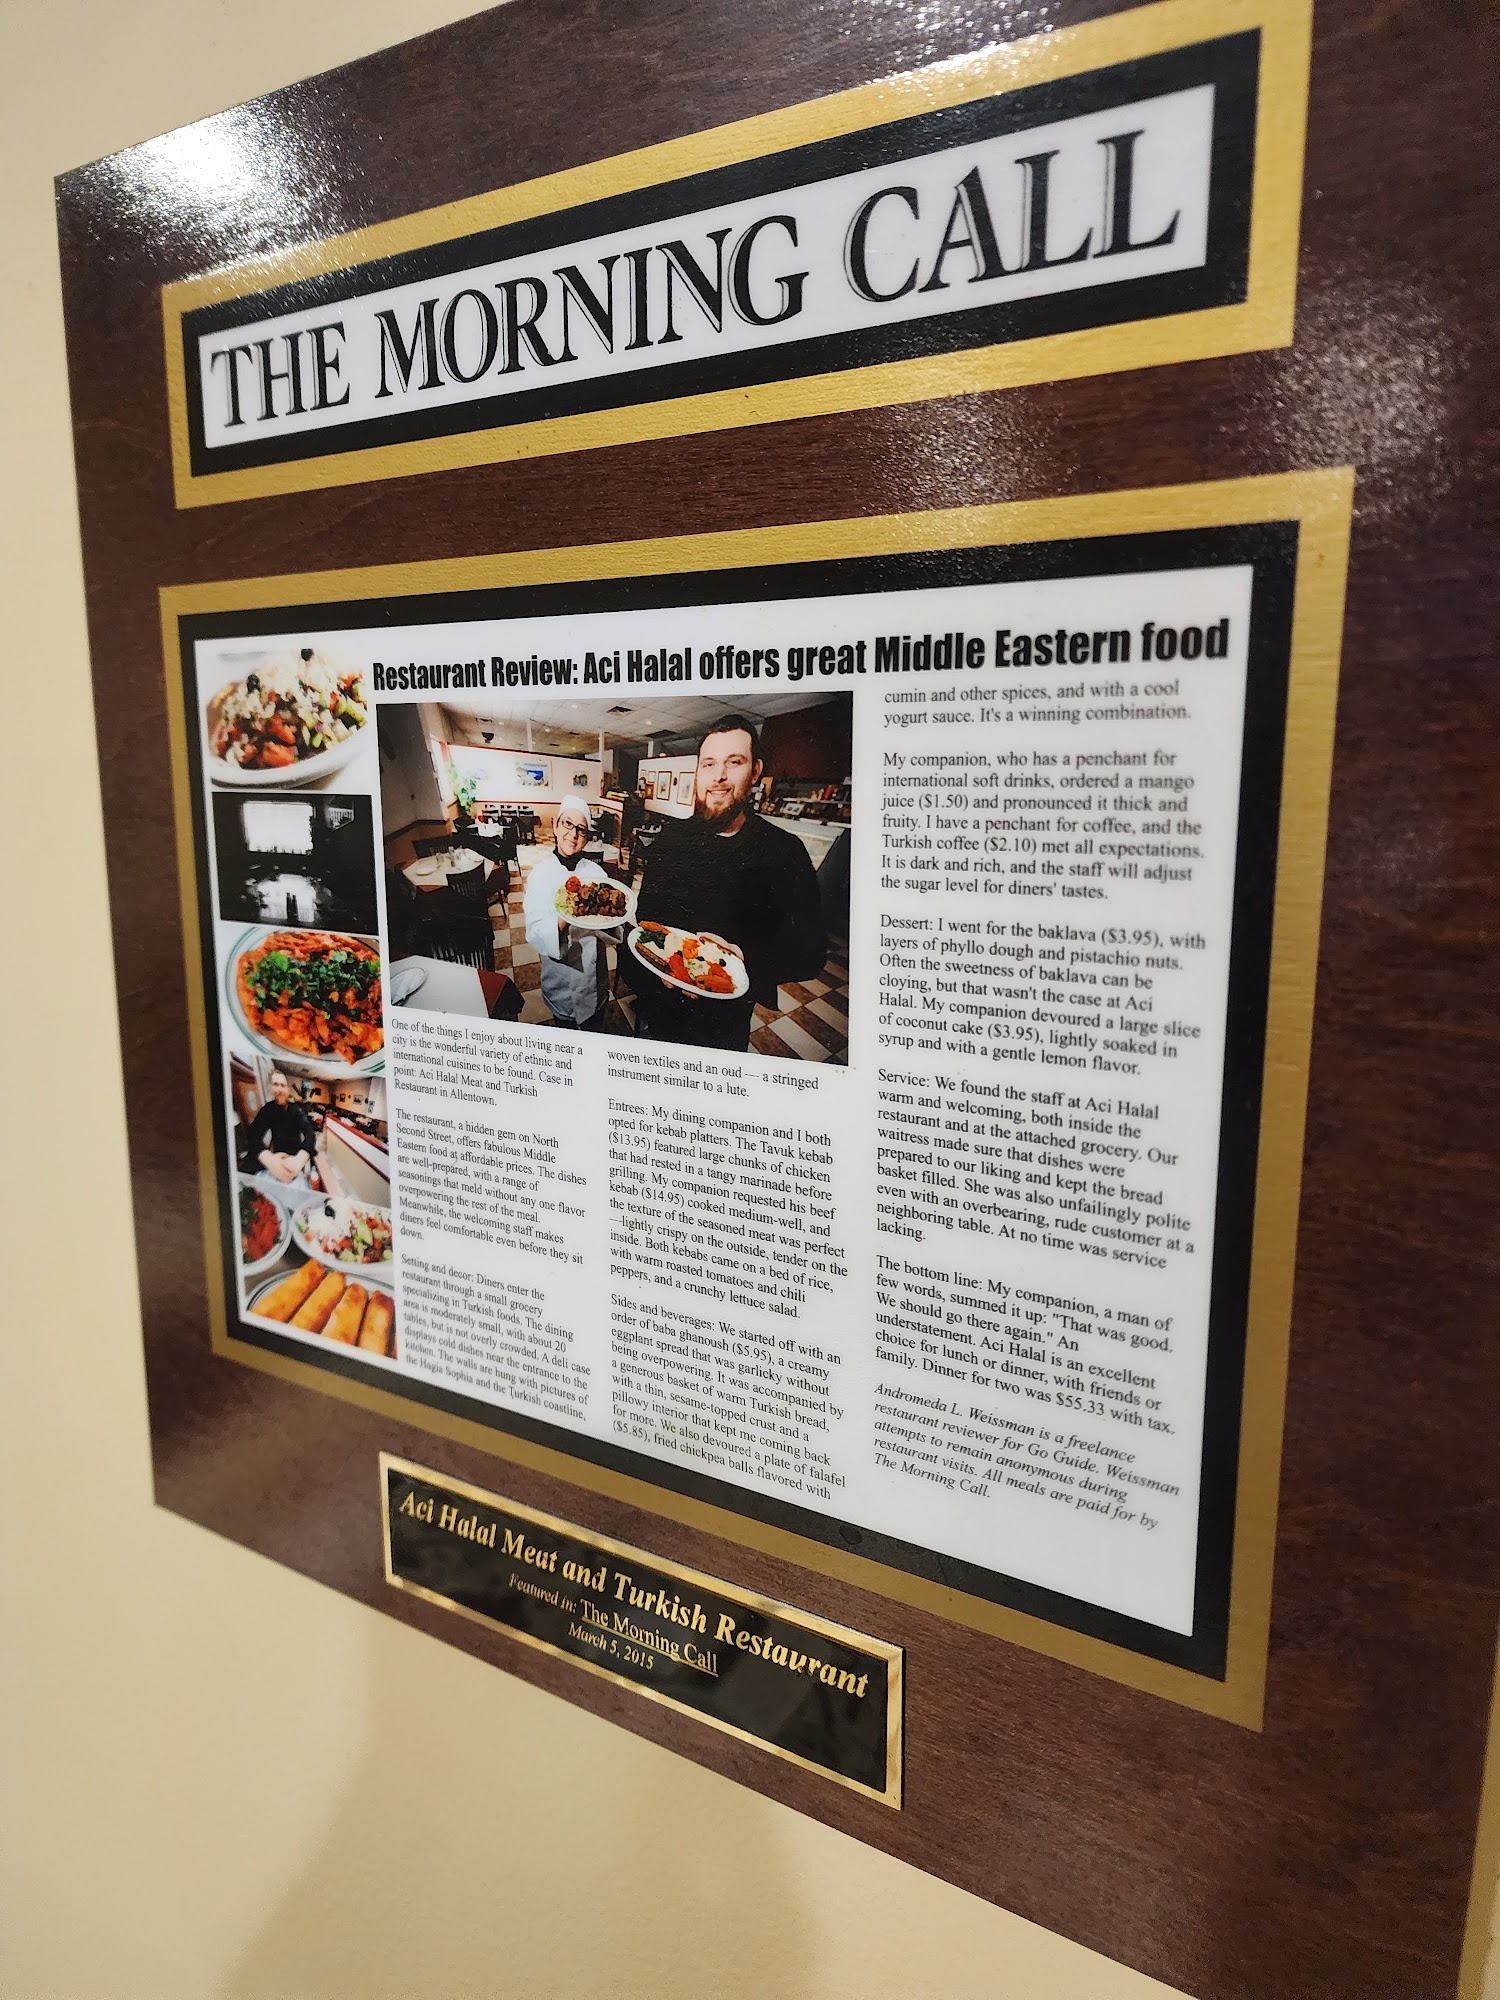 THE MORNING CALL
Restaurant Review: Aci Halal offers great Middle Eastern food
One of the things I enjoy about living near a
city is the wonderful variety of ethnic and
international cuisines to be found. Case in
point: Aci Halal Meat and Turkish
Restaurant in Allentown.
The restaurant, a hidden gem on North
Second Street, offers fabulous Middle
Eastern food at affordable prices. The dishes
are well-prepared, with a range of
seasonings that meld without any one flavor
overpowering the rest of the meal.
Meanwhile, the welcoming staff makes
diners feel comfortable even before they sit
down.
Setting and decor: Diners enter the
restaurant through a small grocery
specializing in Turkish foods. The dining
area is moderately small, with about 20
tables, but is not overly crowded. A deli case
displays cold dishes near the entrance to the
kitchen. The walls are hung with pictures of
the Hagia Sophia and the Turkish coastline,
woven textiles and an oud — a stringed
instrument similar to a lute.
Entrees: My dining companion and I both
opted for kebab platters. The Tavuk kebab
($13.95) featured large chunks of chicken
that had rested in a tangy marinade before
grilling. My companion requested his beef
kebab ($14.95) cooked medium-well, and
the texture of the seasoned meat was perfect
—lightly crispy on the outside, tender on the
inside. Both kebabs came on a bed of rice,
with warm roasted tomatoes and chili
peppers, and a crunchy lettuce salad.
Sides and beverages: We started off with an
order of baba ghanoush ($5.95), a creamy
eggplant spread that was garlicky without
being overpowering. It was accompanied by
a generous basket of warm Turkish bread,
with a thin, sesame-topped crust and a
pillowy interior that kept me coming back
for more. We also devoured a plate of falafel
($5.85), fried chickpea balls flavored with
cumin and other spices, and with a cool
yogurt sauce. It's a winning combination.
My companion, who has a penchant for
international soft drinks, ordered a mango
juice ($1.50) and pronounced it thick and
fruity. I have a penchant for coffee, and the
Turkish coffee ($2.10) met all expectations.
It is dark and rich, and the staff will adjust
the sugar level for diners' tastes.
Dessert: I went for the baklava ($3.95), with
layers of phyllo dough and pistachio nuts.
Often the sweetness of baklava can be
cloying, but that wasn't the case at Aci
Halal. My companion devoured a large slice
of coconut cake ($3.95), lightly soaked in
syrup and with a gentle lemon flavor.
Service: We found the staff at Aci Halal
warm and welcoming, both inside the
restaurant and at the attached grocery. Our
waitress made sure that dishes were
prepared to our liking and kept the bread
basket filled. She was also unfailingly polite
even with an overbearing, rude customer at a
neighboring table. At no time was service
lacking.
The bottom line: My companion, a man of
few words, summed it up: "That was good.
We should go there again." An
understatement. Aci Halal is an excellent
choice for lunch or dinner, with friends or
family. Dinner for two was $55.33 with tax.
Andromeda L. Weissman is a freelance
restaurant reviewer for Go Guide. Weissman
attempts to remain anonymous during
restaurant visits. All meals are paid for by
The Morning Call.
Aci Halal Meat and Turkish Restaurant
Featured in: The Morning Call
March 5, 2015